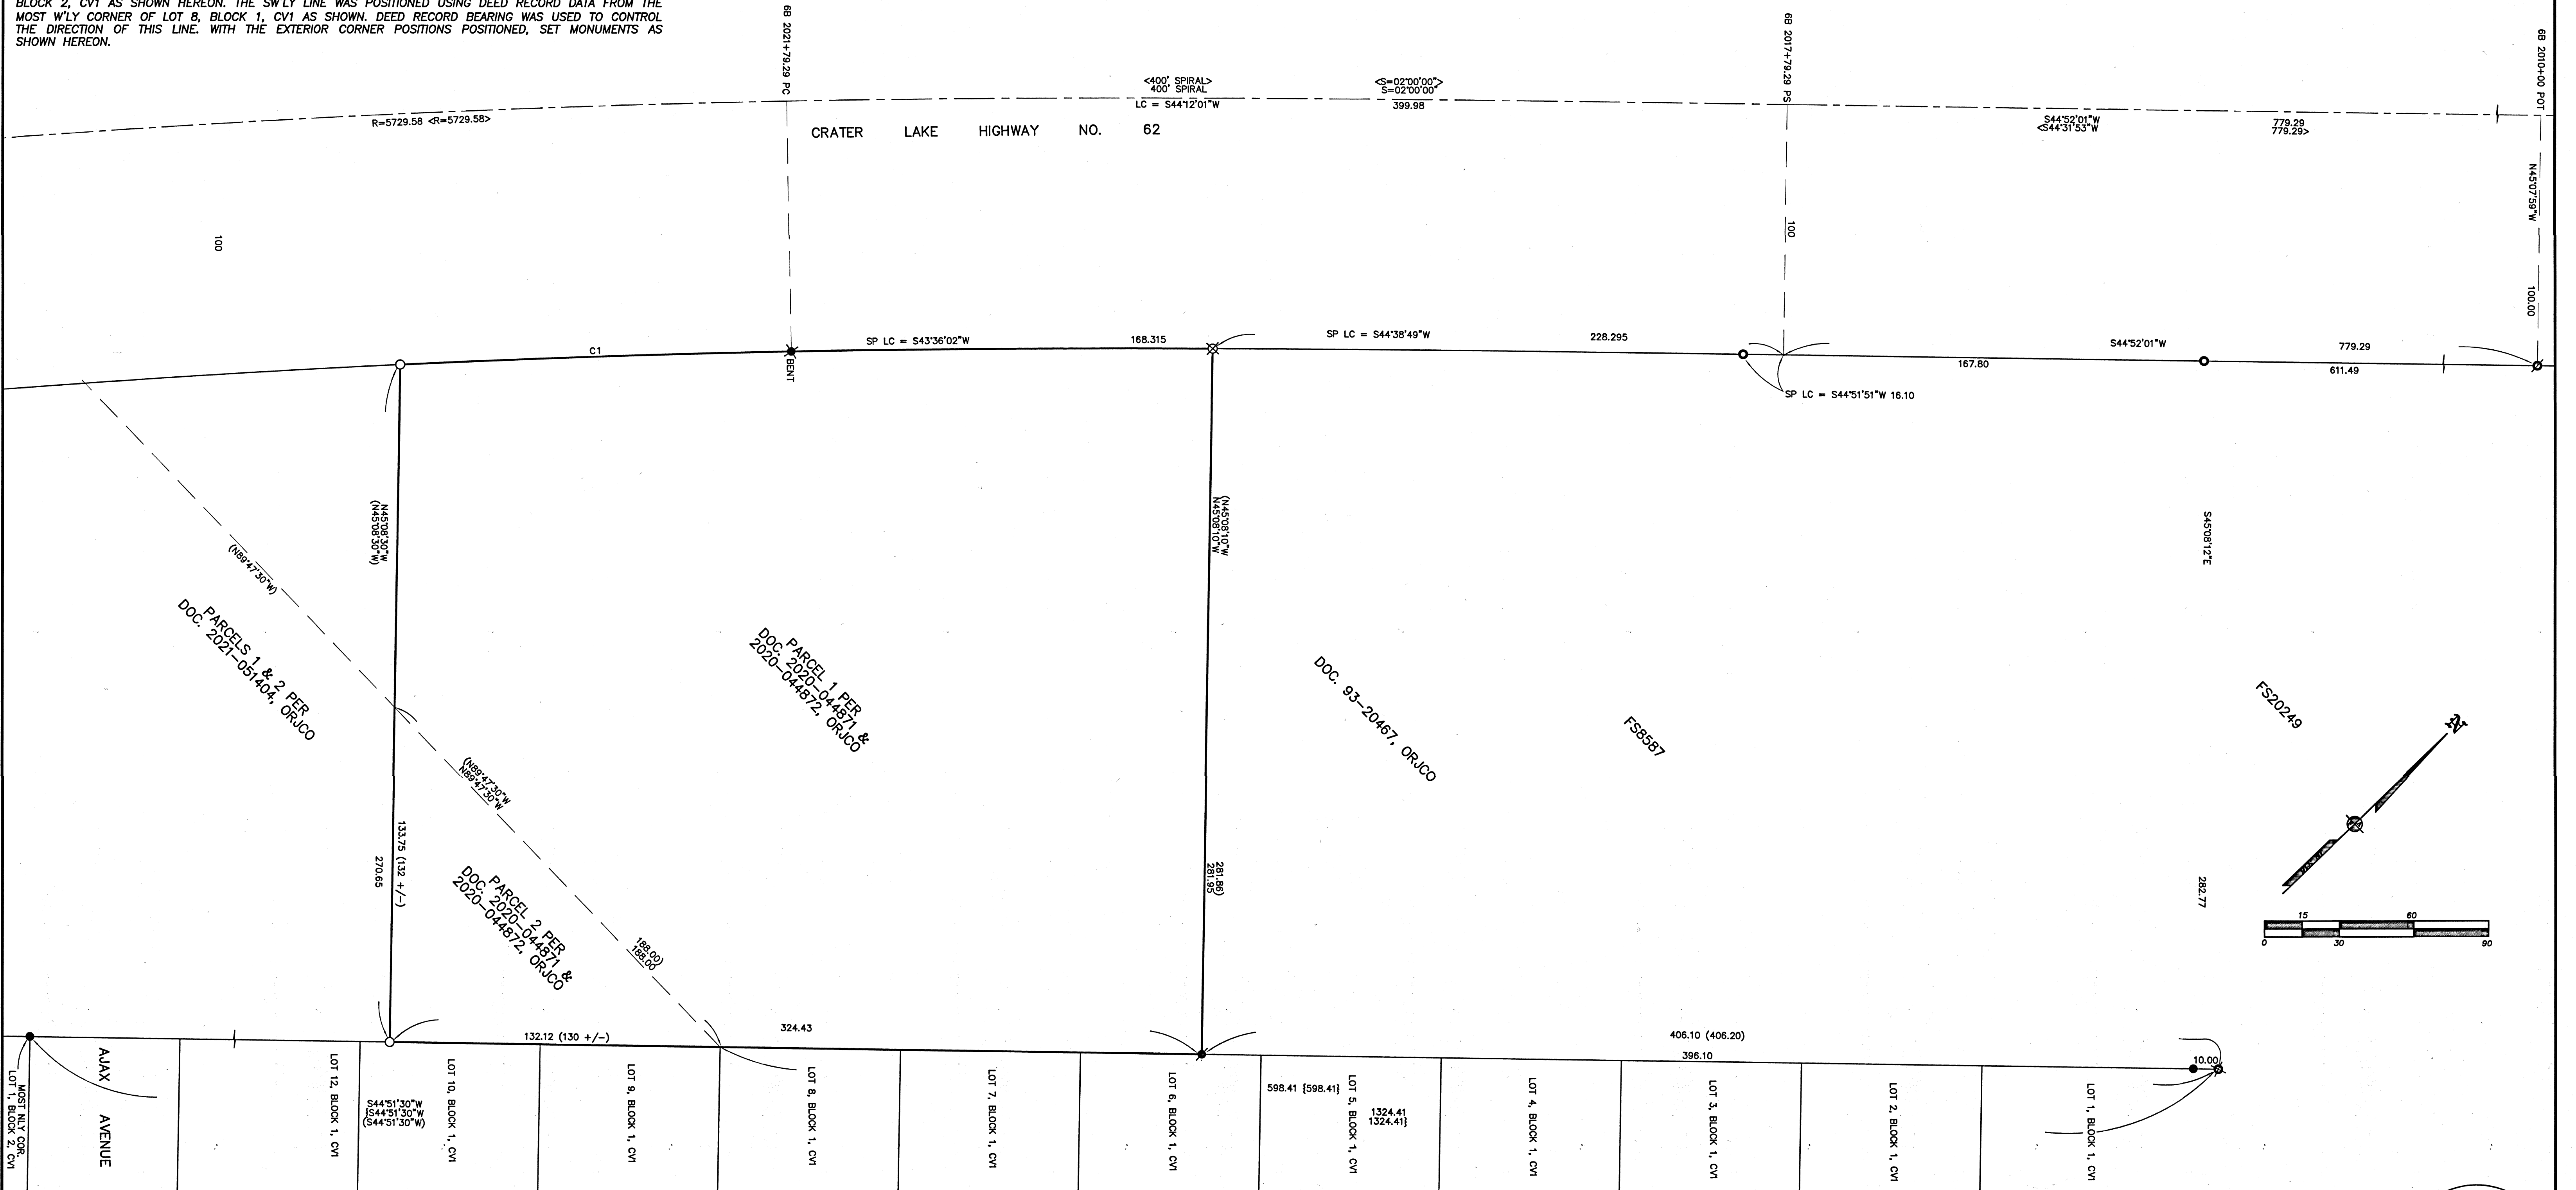 BLOCK 2, CV1 AS SHOWN HEREON. THE SW'LY LINE WAS POSITIONED USING DEED RECORD DATA FROM THE
MOST W'LY CORNER OF LOT 8, BLOCK 1, CV1 AS SHOWN. DEED RECORD BEARING WAS USED TO CONTROL
THE DIRECTION OF THIS LINE. WITH THE EXTERIOR CORNER POSITIONS POSITIONED, SET MONUMENTS AS
SHOWN HEREON.
6B 2021+79.29 PC
6B 2017+79.29 PS
6B 2010+00 POT
<400' SPIRAL>
400' SPIRAL
LC = S44°12'01"W
<S=02°00'00">
S=02°00'00"
399.98
R=5729.58 <R=5729.58>
CRATER LAKE HIGHWAY NO. 62
S44°52'01"W
<S44°31'53"W
779.29
779.29>
N45°07'59"W
100.00
100
100
C1
BENT
SP LC = S43°36'02"W
168.315
SP LC = S44°38'49"W
228.295
SP LC = S44°51'51"W 16.10
167.80
S44°52'01"W
779.29
611.49
N45°08'30"W
(N45°08'30"W)
(N45°08'10"W
N45°08'10"W
S45°08'12"E
(N89°47'30"W)
PARCELS 1 & 2 PER
DOC. 2021-051404, ORJCO
PARCEL 1 PER
DOC. 2020-044871 &
2020-044872, ORJCO
DOC. 93-20467, ORJCO
FS8587
FS20249
N
(N89°47'30"W
N89°47'30"W
133.75 (132 +/-)
270.65
281.86)
281.95
282.77
PARCEL 2 PER
DOC. 2020-044871 &
2020-044872, ORJCO
188.00)
188.00
15
60
0
30
90
324.43
132.12 (130 +/-)
406.10 (406.20)
396.10
10.00
MOST N'LY COR.
LOT 1, BLOCK 2, CV1
AJAX AVENUE
LOT 12, BLOCK 1, CV1
S44°51'30"W
{S44°51'30"W
(S44°51'30"W)
LOT 10, BLOCK 1, CV1
LOT 9, BLOCK 1, CV1
LOT 8, BLOCK 1, CV1
LOT 7, BLOCK 1, CV1
LOT 6, BLOCK 1, CV1
598.41 {598.41}
LOT 5, BLOCK 1, CV1
1324.41
1324.41}
LOT 4, BLOCK 1, CV1
LOT 3, BLOCK 1, CV1
LOT 2, BLOCK 1, CV1
LOT 1, BLOCK 1, CV1